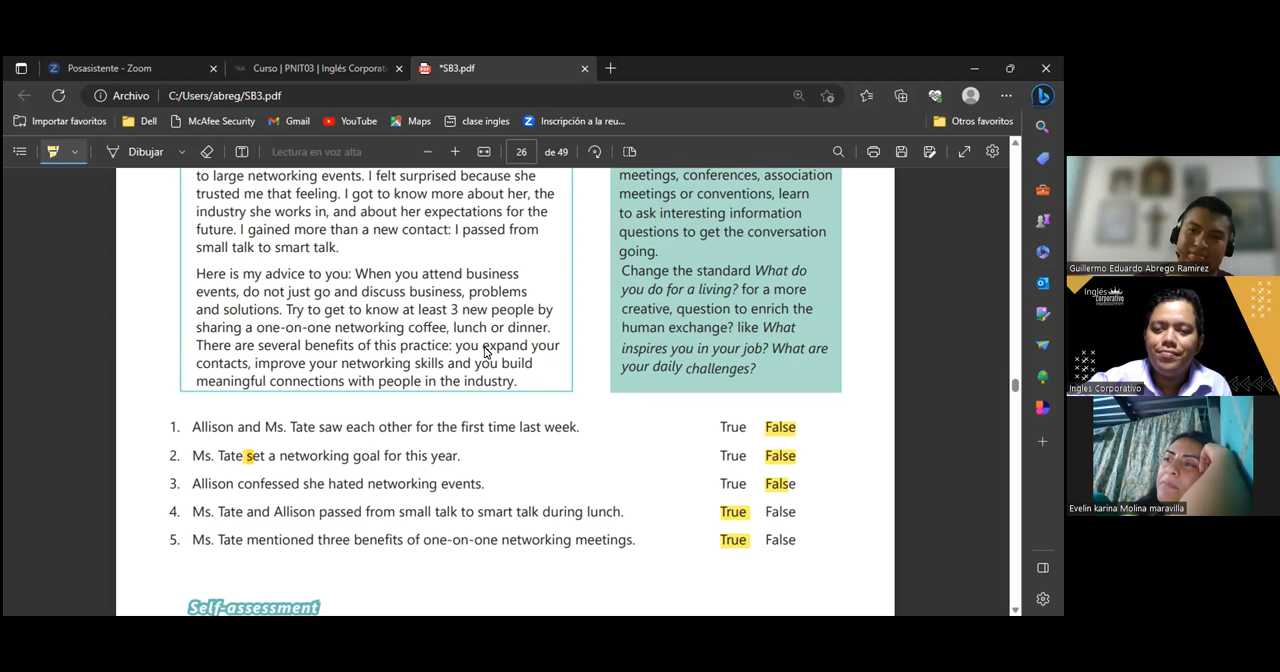 Posasistente - Zoom
Curso | PNIT03 | Inglés Corporati
*SB3.pdf
Archivo
C:/Users/abreg/SB3.pdf
Importar favoritos
Dell
McAfee Security
Gmail
YouTube
Maps
clase ingles
Inscripción a la reu...
Otros favoritos
Dibujar
Lectura en voz alta
26
de 49
to large networking events. I felt surprised because she
trusted me that feeling. I got to know more about her, the
industry she works in, and about her expectations for the
future. I gained more than a new contact: I passed from
small talk to smart talk.
Here is my advice to you: When you attend business
events, do not just go and discuss business, problems
and solutions. Try to get to know at least 3 new people by
sharing a one-on-one networking coffee, lunch or dinner.
There are several benefits of this practice: you expand your
contacts, improve your networking skills and you build
meaningful connections with people in the industry.
meetings, conferences, association
meetings or conventions, learn
to ask interesting information
questions to get the conversation
going.
Change the standard What do
you do for a living? for a more
creative, question to enrich the
human exchange? like What
inspires you in your job? What are
your daily challenges?
1. Allison and Ms. Tate saw each other for the first time last week. True False
2. Ms. Tate set a networking goal for this year. True False
3. Allison confessed she hated networking events. True False
4. Ms. Tate and Allison passed from small talk to smart talk during lunch. True False
5. Ms. Tate mentioned three benefits of one-on-one networking meetings. True False
Self-assessment
Guillermo Eduardo Abrego Ramirez
Inglés
Corporativo
Inglés Corporativo
Evelin karina Molina maravilla